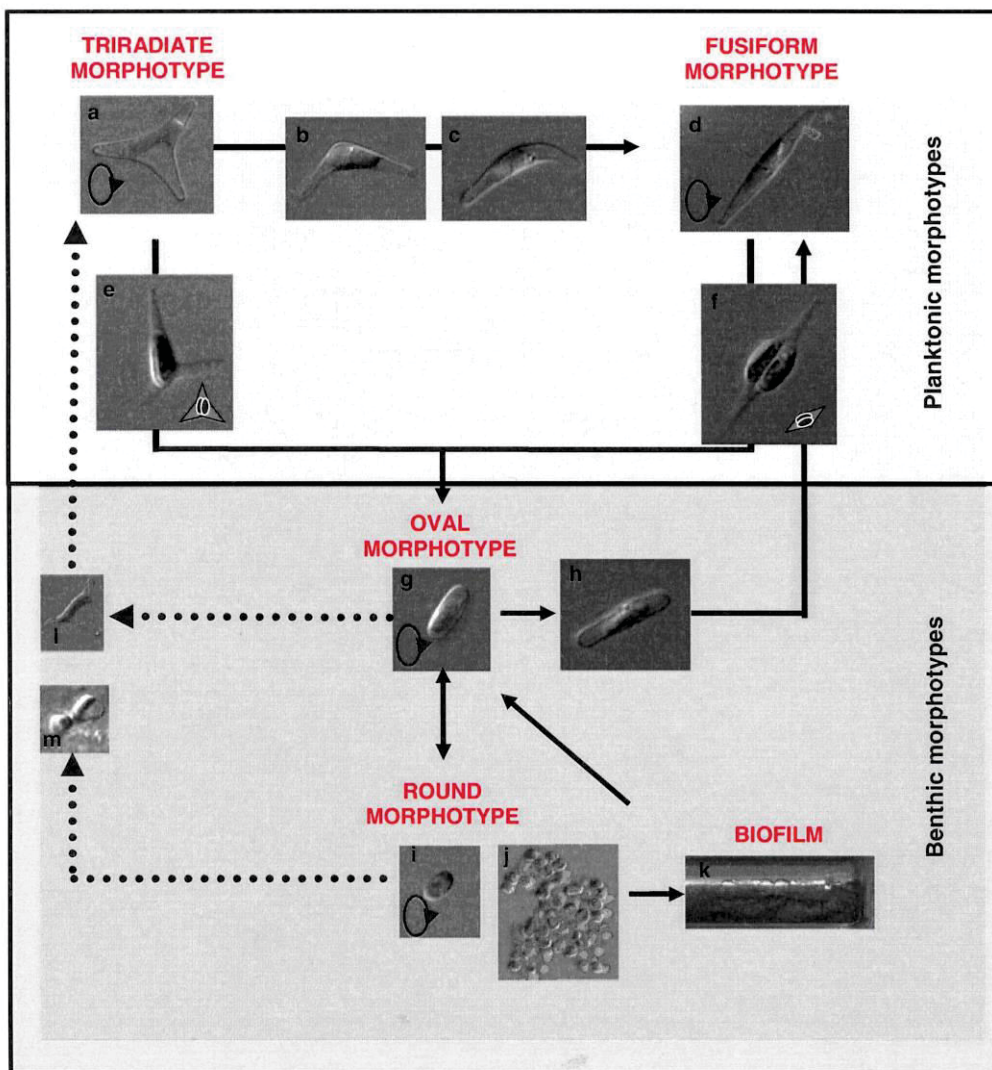 TRIRADIATE
MORPHOTYPE
FUSIFORM
MORPHOTYPE
a
b
c
d
e
f
Planktonic morphotypes
OVAL
MORPHOTYPE
g
h
l
m
Benthic morphotypes
ROUND
MORPHOTYPE
BIOFILM
i
j
k